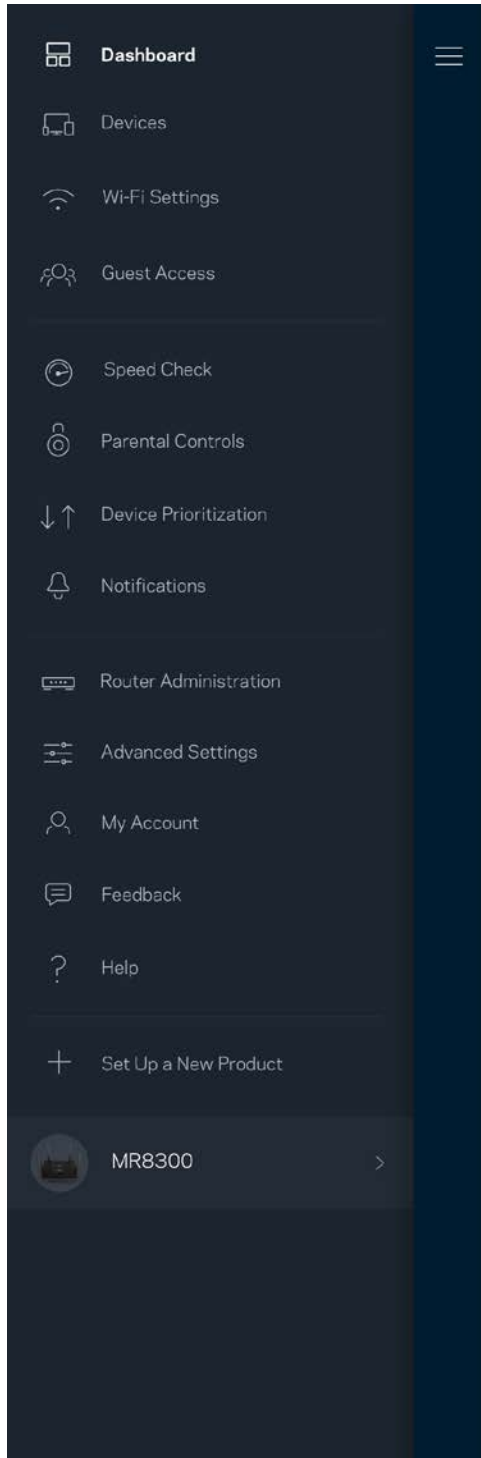 Dashboard
Devices
Wi-Fi Settings
Guest Access
Speed Check
Parental Controls
Device Prioritization
Notifications
Router Administration
Advanced Settings
My Account
Feedback
Help
Set Up a New Product
MR8300